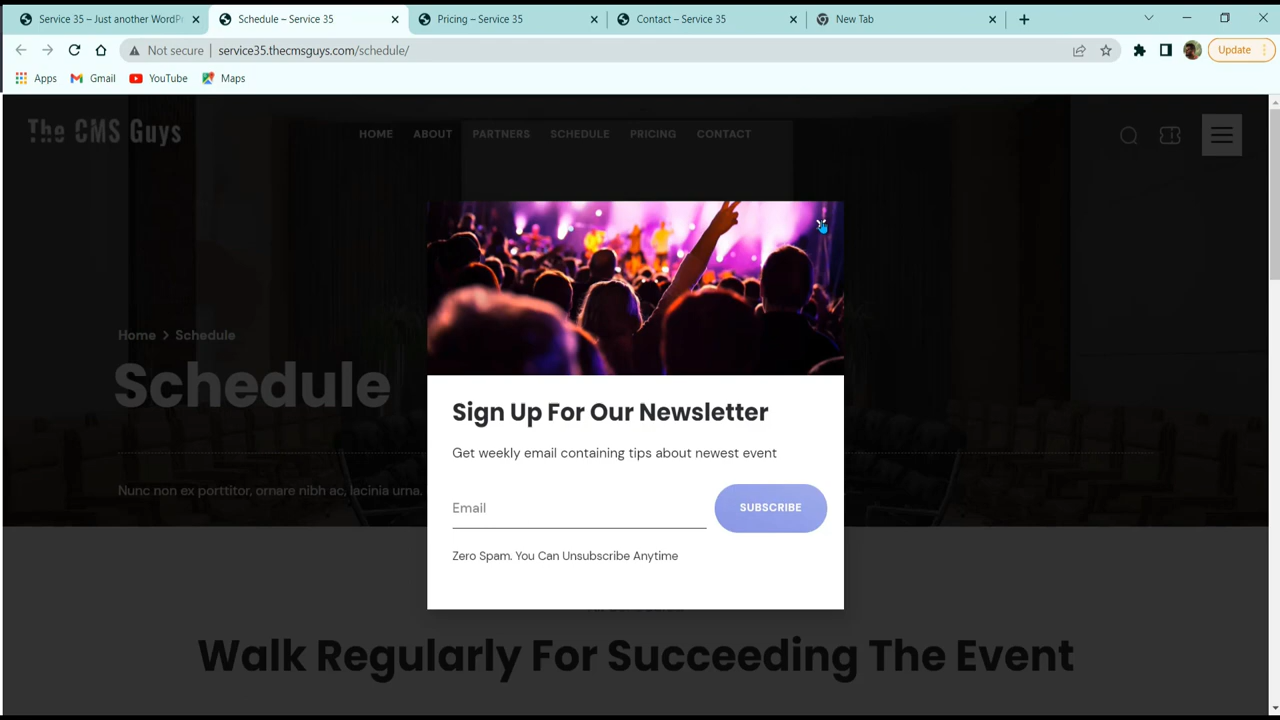 Service 35 – Just another WordPr
Schedule – Service 35
Pricing – Service 35
Contact – Service 35
New Tab
Not secure
service35.thecmsguys.com/schedule/
Update
Apps
Gmail
YouTube
Maps
The CMS Guys
HOME
ABOUT
PARTNERS
SCHEDULE
PRICING
CONTACT
Home > Schedule
Schedule
Nunc non ex porttitor, ornare nibh ac, lacinia urna.
Sign Up For Our Newsletter
Get weekly email containing tips about newest event
Email
SUBSCRIBE
Zero Spam. You Can Unsubscribe Anytime
Walk Regularly For Succeeding The Event